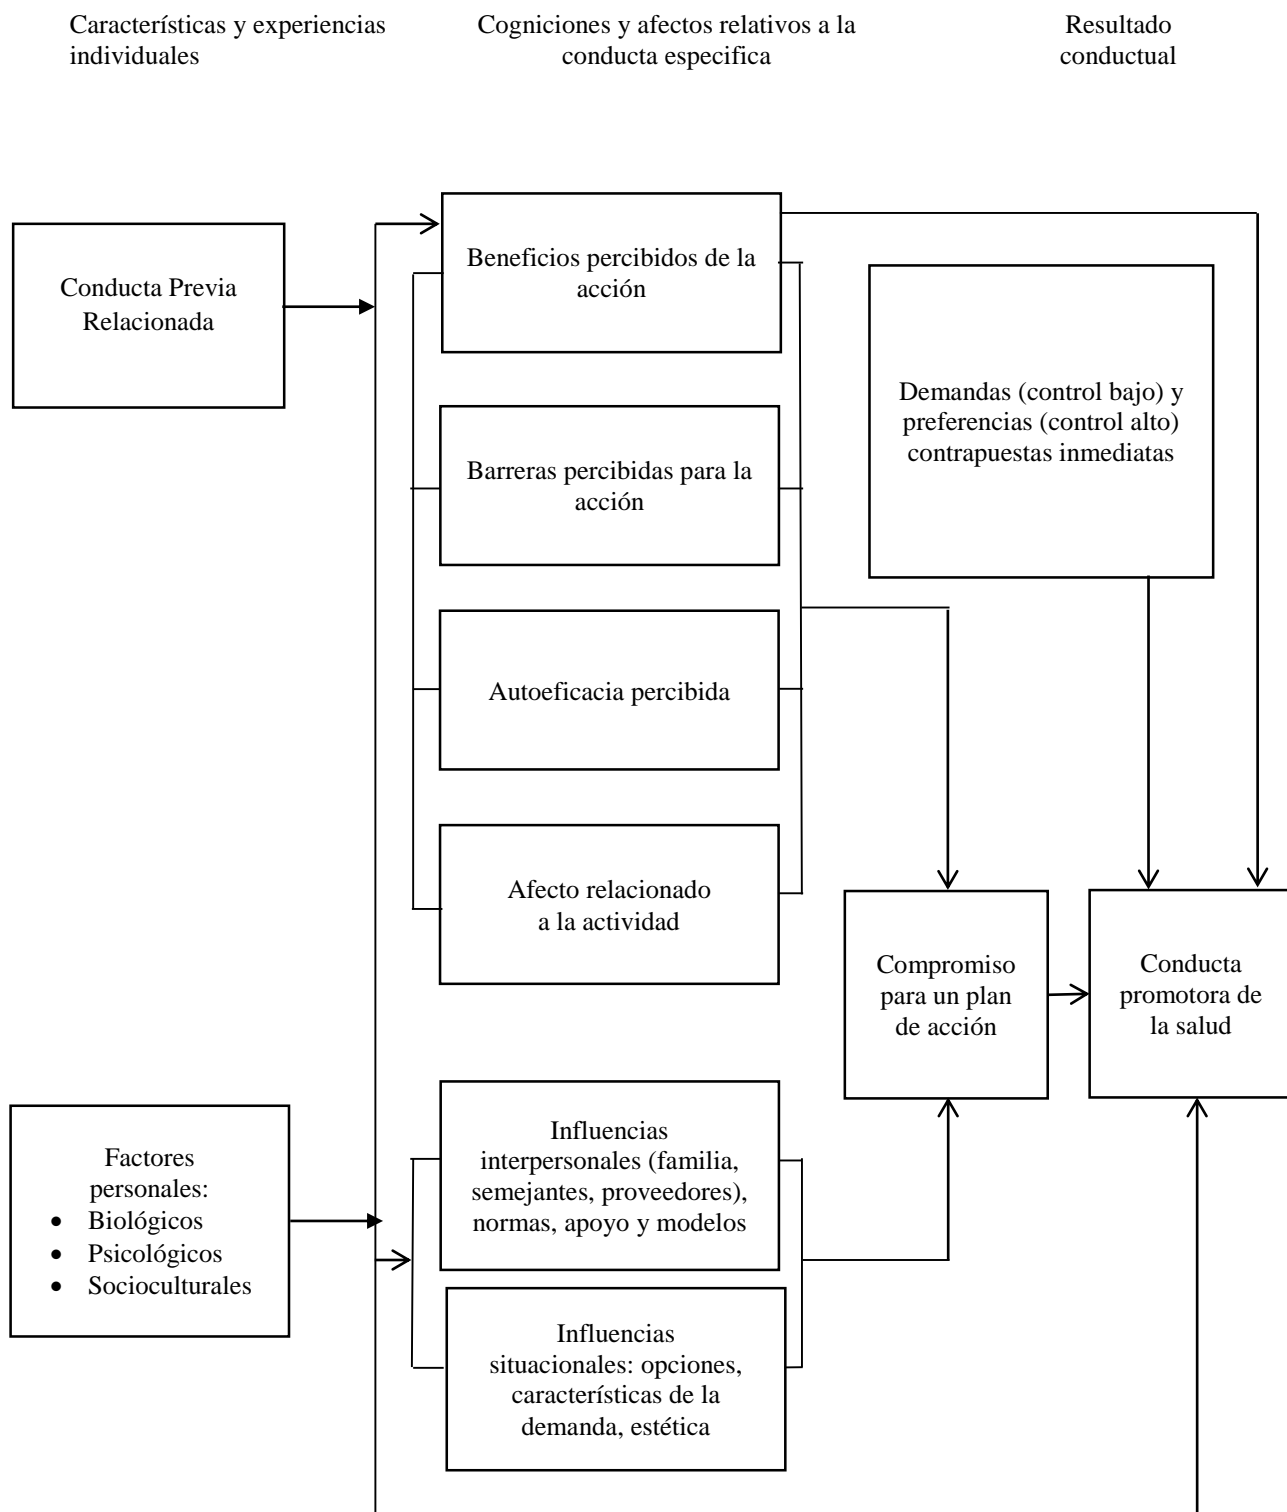 Características y experiencias
individuales
Cogniciones y afectos relativos a la
conducta especifica
Resultado
conductual
Conducta Previa
Relacionada
Beneficios percibidos de la
acción
Demandas (control bajo) y
preferencias (control alto)
contrapuestas inmediatas
Barreras percibidas para la
acción
Autoeficacia percibida
Afecto relacionado
a la actividad
Compromiso
para un plan
de acción
Conducta
promotora de
la salud
Factores
personales:
• Biológicos
• Psicológicos
• Socioculturales
Influencias
interpersonales (familia,
semejantes, proveedores),
normas, apoyo y modelos
Influencias
situacionales: opciones,
características de la
demanda, estética